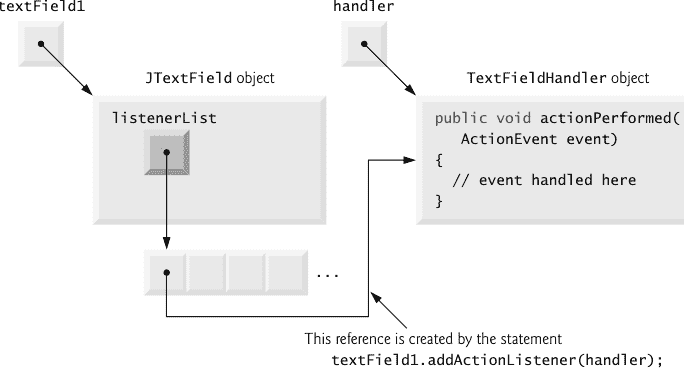 textField1
handler
JTextField object
TextFieldHandler object
listenerList
public void actionPerformed(
ActionEvent event)
{
// event handled here
}
...
This reference is created by the statement
textField1.addActionListener(handler);